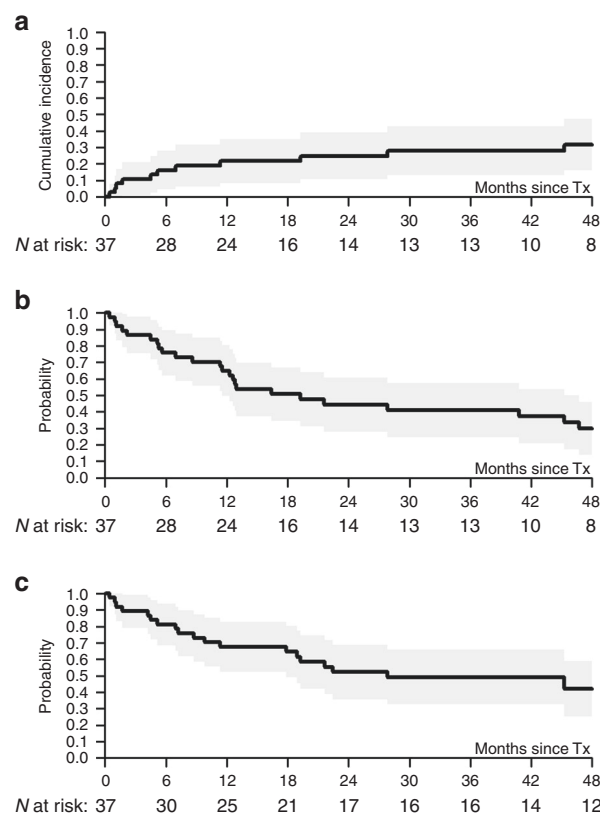 a
Cumulative incidence
1.0
0.9
0.8
0.7
0.6
0.5
0.4
0.3
0.2
0.1
0.0
Months since Tx
0 6 12 18 24 30 36 42 48
N at risk: 37 28 24 16 14 13 13 10 8
b
Probability
1.0
0.9
0.8
0.7
0.6
0.5
0.4
0.3
0.2
0.1
0.0
Months since Tx
0 6 12 18 24 30 36 42 48
N at risk: 37 28 24 16 14 13 13 10 8
c
Probability
1.0
0.9
0.8
0.7
0.6
0.5
0.4
0.3
0.2
0.1
0.0
Months since Tx
0 6 12 18 24 30 36 42 48
N at risk: 37 30 25 21 17 16 16 14 12